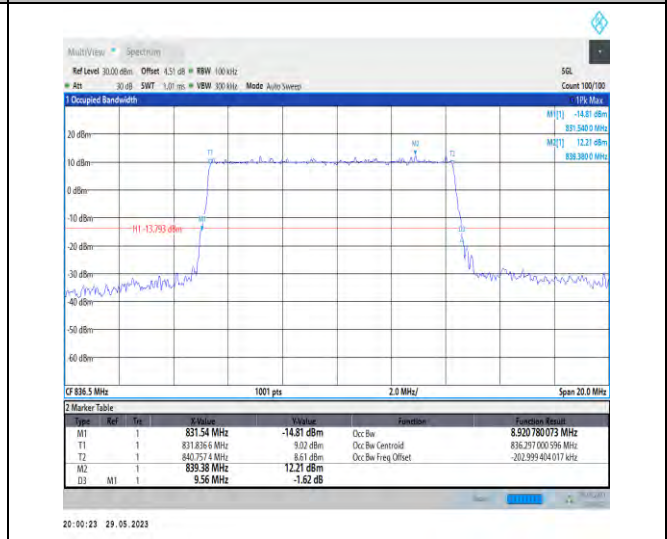 MultiView Spectrum
Ref Level 30.00 dBm Offset 4.51 dB RBW 100 kHz SGL
Att 30 dB SWT 1.01 ms VBW 300 kHz Mode Auto Sweep Count 100/100
1 Occupied Bandwidth 1Pk Max
M1[1] -14.81 dBm
831.540 0 MHz
M2[1] 12.21 dBm
839.380 0 MHz
20 dBm
T1 M2 T2
10 dBm
0 dBm
-10 dBm
M1
H1 -13.793 dBm
D3
-20 dBm
-30 dBm
-40 dBm
-50 dBm
-60 dBm
CF 836.5 MHz 1001 pts 2.0 MHz/ Span 20.0 MHz
2 Marker Table
Type Ref Trc X-Value Y-Value Function Function Result
M1 1 831.54 MHz -14.81 dBm Occ Bw 8.920 780 073 MHz
T1 1 831.836 6 MHz 9.02 dBm Occ Bw Centroid 836.297 000 596 MHz
T2 1 840.757 4 MHz 8.61 dBm Occ Bw Freq Offset -202.999 404 017 kHz
M2 1 839.38 MHz 12.21 dBm
D3 M1 1 9.56 MHz -1.62 dB
20:00:23 29.05.2023